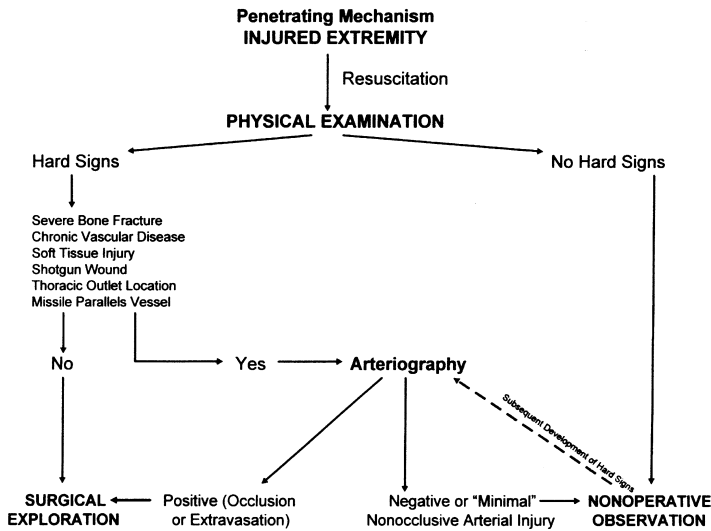 Penetrating Mechanism
INJURED EXTREMITY
Resuscitation
PHYSICAL EXAMINATION
Hard Signs
No Hard Signs
Severe Bone Fracture
Chronic Vascular Disease
Soft Tissue Injury
Shotgun Wound
Thoracic Outlet Location
Missile Parallels Vessel
No
Yes
Arteriography
Subsequent Development of Hard Signs
SURGICAL
EXPLORATION
Positive (Occlusion
or Extravasation)
Negative or “Minimal”
Nonocclusive Arterial Injury
NONOPERATIVE
OBSERVATION